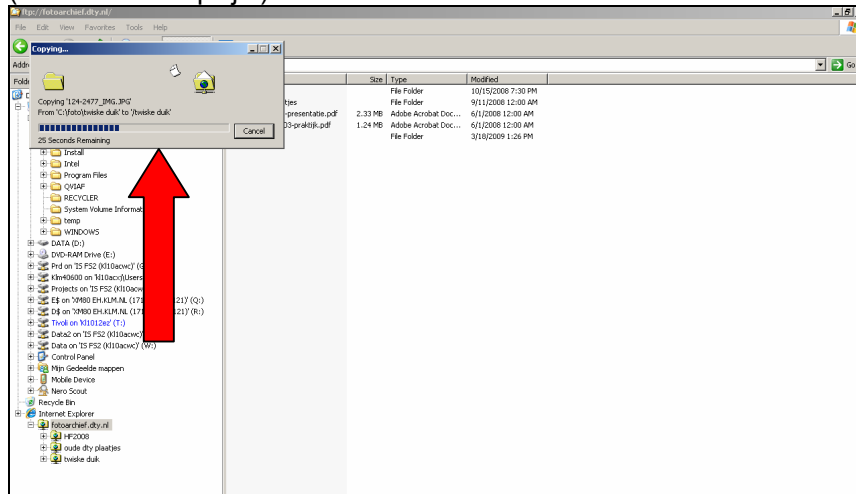 ftp://fotoarchief.dty.nl/
File Edit View Favorites Tools Help
Copying...
Addr
Go
Folde
Size Type Modified
File Folder 10/15/2008 7:30 PM
tjes File Folder 9/11/2008 12:00 AM
-presentatie.pdf 2.33 MB Adobe Acrobat Doc... 6/1/2008 12:00 AM
03-praktijk.pdf 1.24 MB Adobe Acrobat Doc... 6/1/2008 12:00 AM
File Folder 3/18/2009 1:26 PM
Copying '124-2477_IMG.JPG'
From 'C:\foto\twiske duik' to '/twiske duik'
Cancel
25 Seconds Remaining
Install
Intel
Program Files
QVIAF
RECYCLER
System Volume Informat
temp
WINDOWS
DATA (D:)
DVD-RAM Drive (E:)
Prd on 'IS FS2 (Kl10acwc)' (G
Klm40600 on 'kl10acxj\Users
Projects on 'IS FS2 (Kl10acw
E$ on 'XM80 EH.KLM.NL (171 121)' (Q:)
D$ on 'XM80 EH.KLM.NL (171 121)' (R:)
Tivoli on 'Kl1012ez' (T:)
Data2 on 'IS FS2 (Kl10acwc)'
Data on 'IS FS2 (Kl10acwc)' (W:)
Control Panel
Mijn Gedeelde mappen
Mobile Device
Nero Scout
Recycle Bin
Internet Explorer
fotoarchief.dty.nl
HF2008
oude dty plaatjes
twiske duik